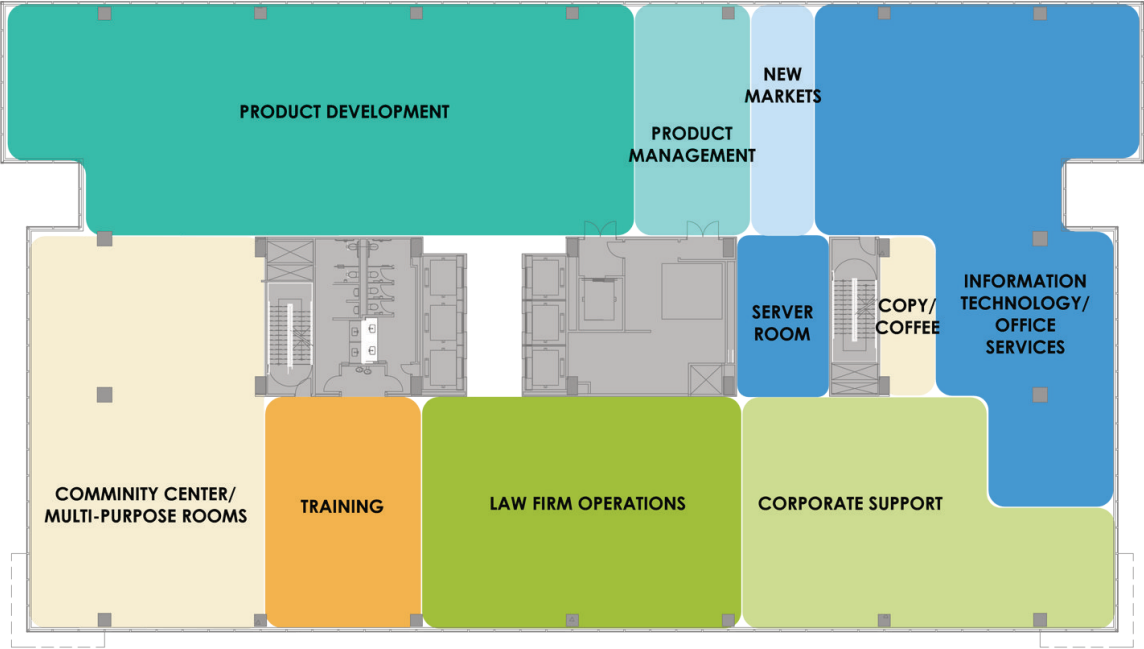 PRODUCT DEVELOPMENT
PRODUCT
MANAGEMENT
NEW
MARKETS
INFORMATION
TECHNOLOGY/
OFFICE
SERVICES
SERVER
ROOM
COPY/
COFFEE
COMMINITY CENTER/
MULTI-PURPOSE ROOMS
TRAINING
LAW FIRM OPERATIONS
CORPORATE SUPPORT